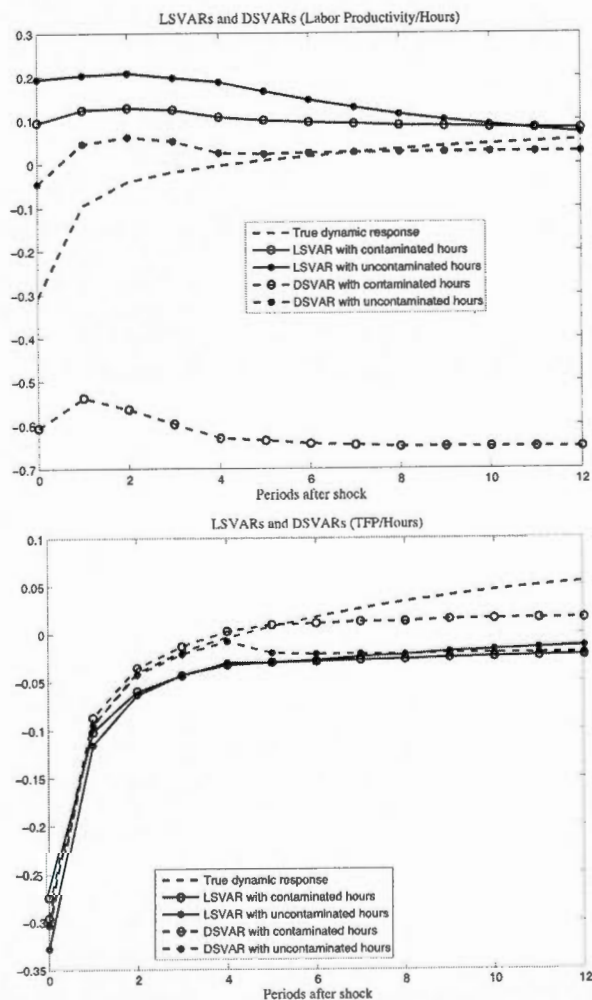 LSVARs and DSVARs (Labor Productivity/Hours)
0.3
0.2
0.1
0
-0.1
-0.2
-0.3
-0.4
-0.5
-0.6
-0.7
True dynamic response
LSVAR with contaminated hours
LSVAR with uncontaminated hours
DSVAR with contaminated hours
DSVAR with uncontaminated hours
0 2 4 6 8 10 12
Periods after shock
LSVARs and DSVARs (TFP/Hours)
0.1
0.05
0
-0.05
-0.1
-0.15
-0.2
-0.25
-0.3
-0.35
True dynamic response
LSVAR with contaminated hours
LSVAR with uncontaminated hours
DSVAR with contaminated hours
DSVAR with uncontaminated hours
0 2 4 6 8 10 12
Periods after shock